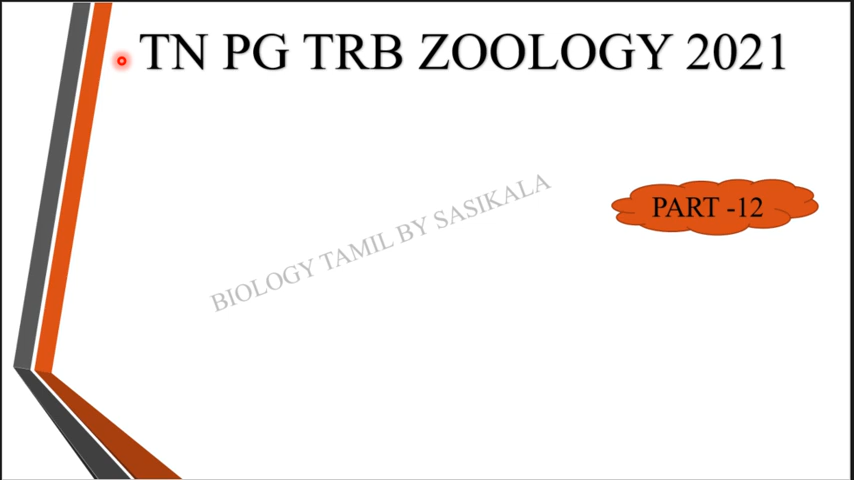 TN PG TRB ZOOLOGY 2021
BIOLOGY TAMIL BY SASIKALA
PART -12